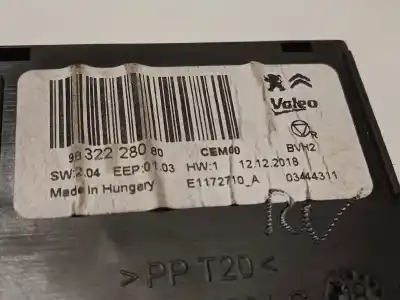 Valeo
R
98 322 280 80 CEM00 BVH2
SW:2.04 EEP:01.03 HW:1 12.12.2018
Made in Hungary E1172710_A 03444311
>PP T20<